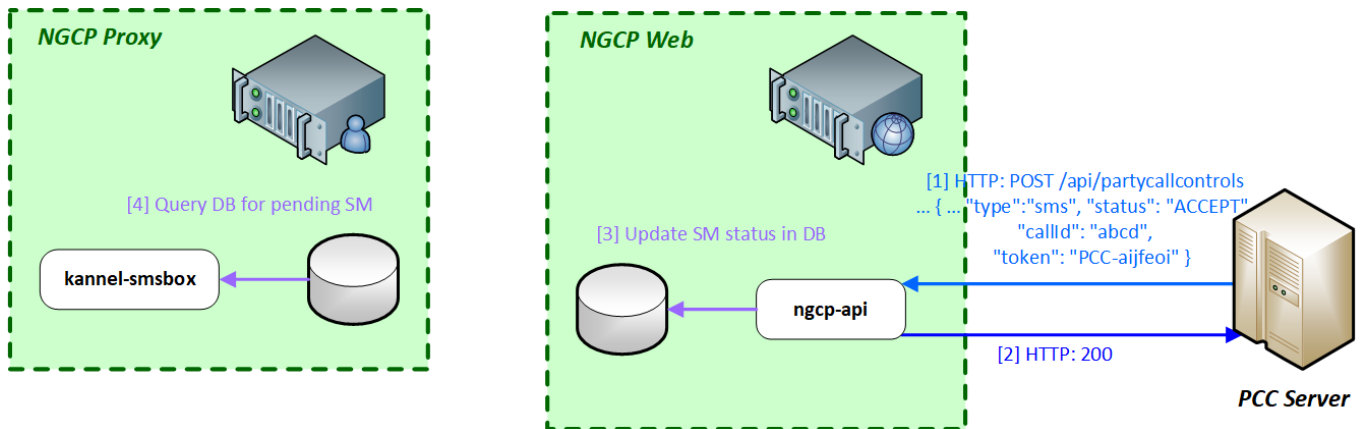 NGCP Proxy
[4] Query DB for pending SM
kannel-smsbox
NGCP Web
[3] Update SM status in DB
ngcp-api
[1] HTTP: POST /api/partycallcontrols
... { ... "type":"sms", "status": "ACCEPT"
"callId": "abcd",
"token": "PCC-aijfeoi" }
[2] HTTP: 200
PCC Server